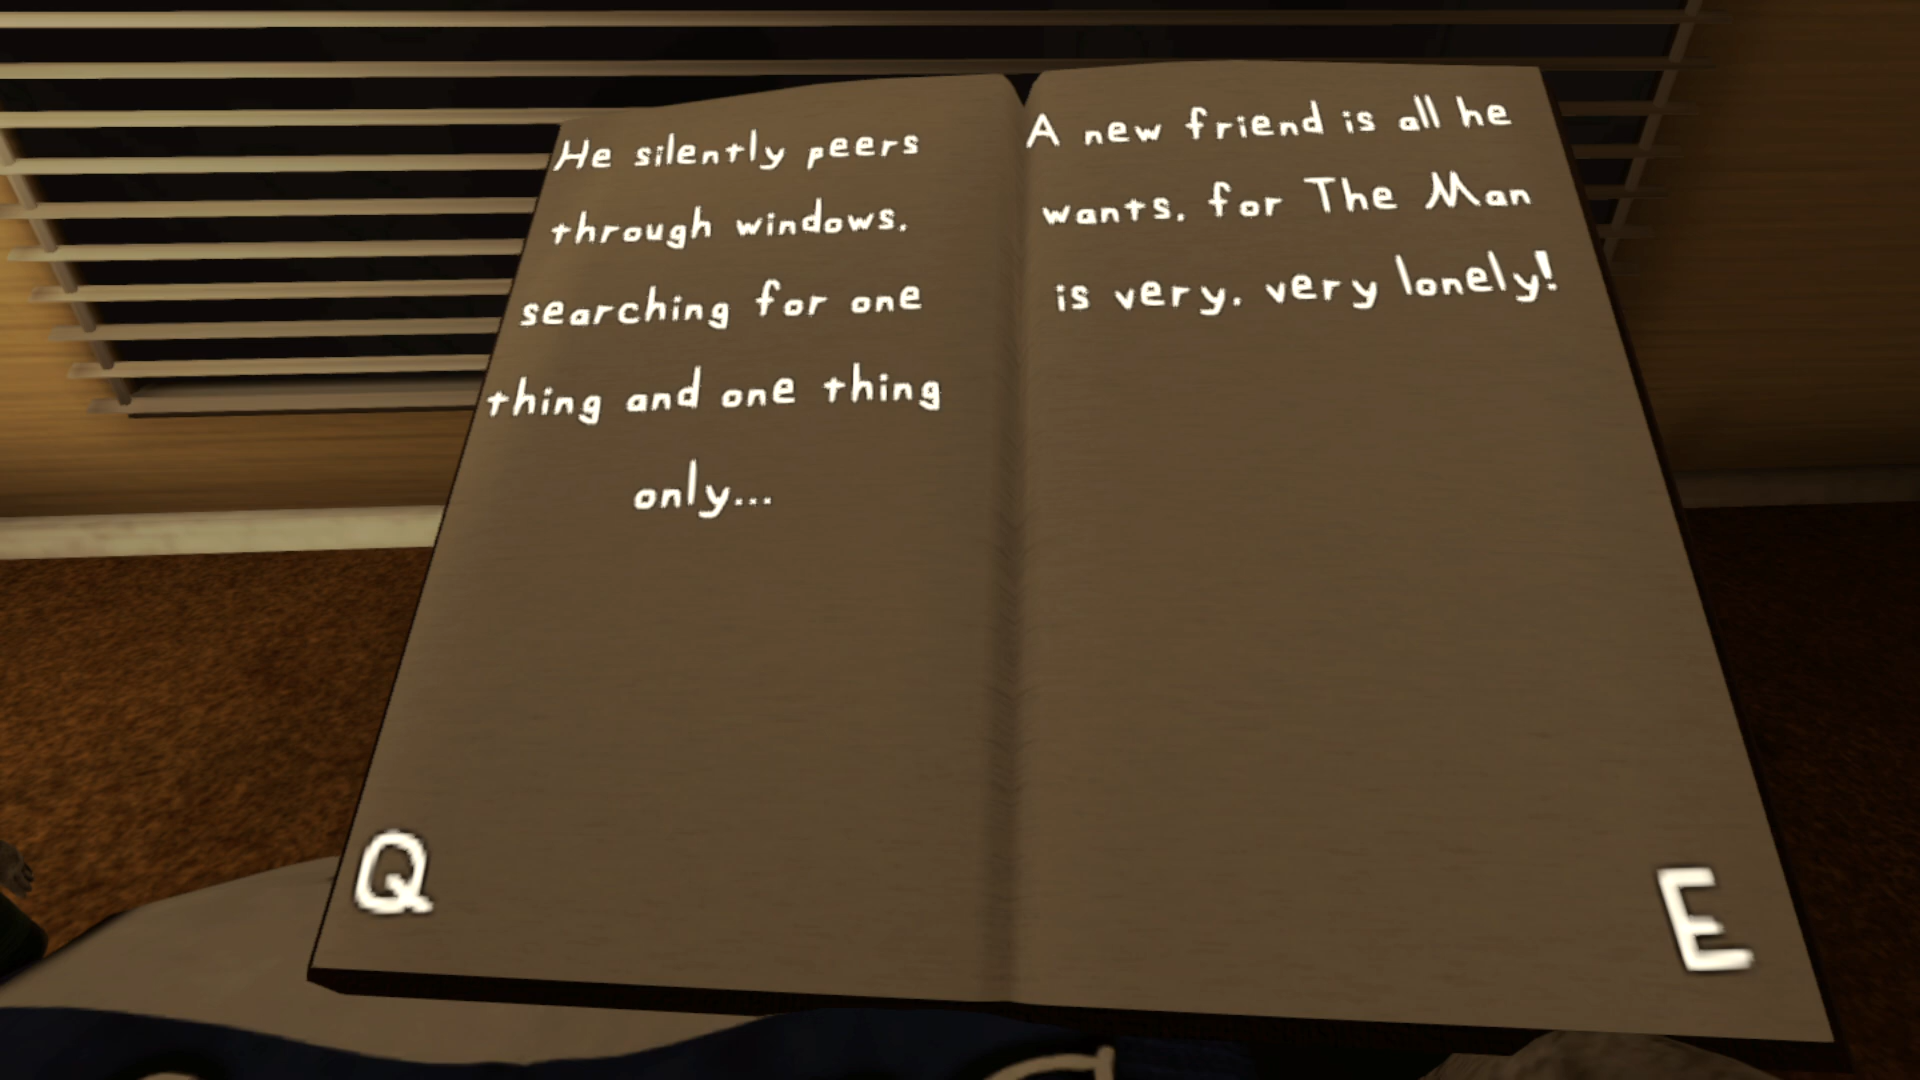 He silently peers
through windows,
searching for one
thing and one thing
only...
A new friend is all he
wants, for The Man
is very, very lonely!
Q
E